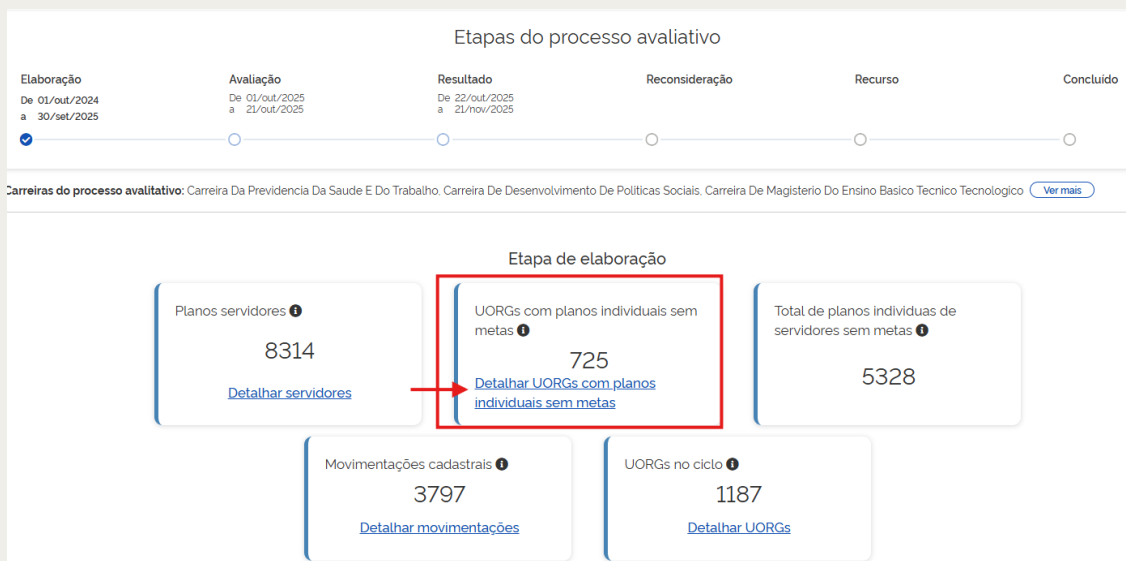 Etapas do processo avaliativo
Elaboração
De 01/out/2024
a 30/set/2025
Avaliação
De 01/out/2025
a 21/out/2025
Resultado
De 22/out/2025
a 21/nov/2025
Reconsideração
Recurso
Concluído
Carreiras do processo avalitativo: Carreira Da Previdencia Da Saude E Do Trabalho, Carreira De Desenvolvimento De Politicas Sociais, Carreira De Magisterio Do Ensino Basico Tecnico Tecnologico Ver mais
Etapa de elaboração
Planos servidores
8314
Detalhar servidores
UORGs com planos individuais sem
metas
725
Detalhar UORGs com planos
individuais sem metas
Total de planos individuas de
servidores sem metas
5328
Movimentações cadastrais
3797
Detalhar movimentações
UORGs no ciclo
1187
Detalhar UORGs